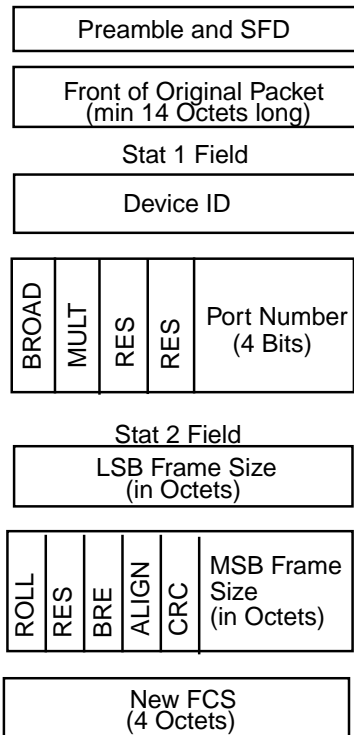 Preamble and SFD
Front of Original Packet
(min 14 Octets long)
Stat 1 Field
Device ID
BROAD
MULT
RES
RES
Port Number
(4 Bits)
Stat 2 Field
LSB Frame Size
(in Octets)
ROLL
RES
BRE
ALIGN
CRC
MSB Frame
Size
(in Octets)
New FCS
(4 Octets)